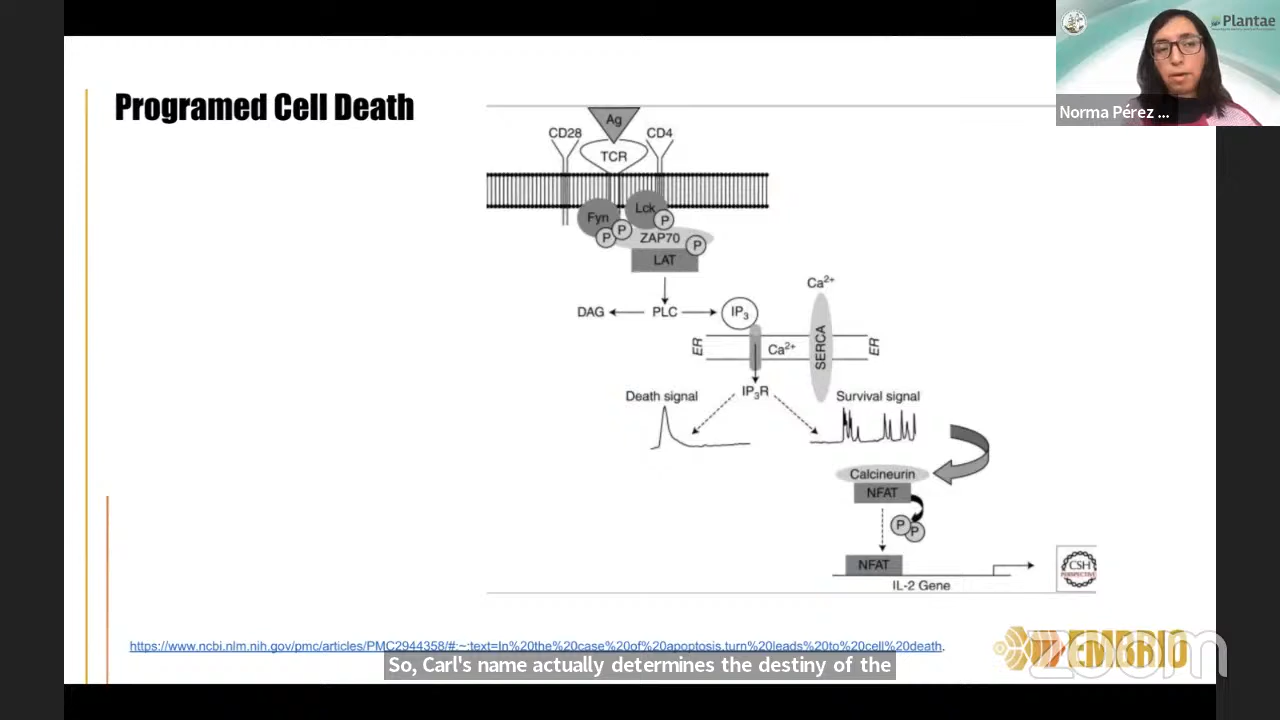 Plantae
Norma Pérez ...
Programed Cell Death
Ag
CD28
CD4
TCR
Fyn
Lck
P
P
P
ZAP70
P
LAT
DAG
PLC
IP3
Ca2+
ER
Ca2+
SERCA
ER
IP3R
Death signal
Survival signal
Calcineurin
NFAT
P
P
NFAT
IL-2 Gene
CSH
PERSPECTIVE
https://www.ncbi.nlm.nih.gov/pmc/articles/PMC2944358/#:~:text=In%20the%20case%20of%20apoptosis,turn%20leads%20to%20cell%20death.
EMBRIO
zoom
So, Carl's name actually determines the destiny of the